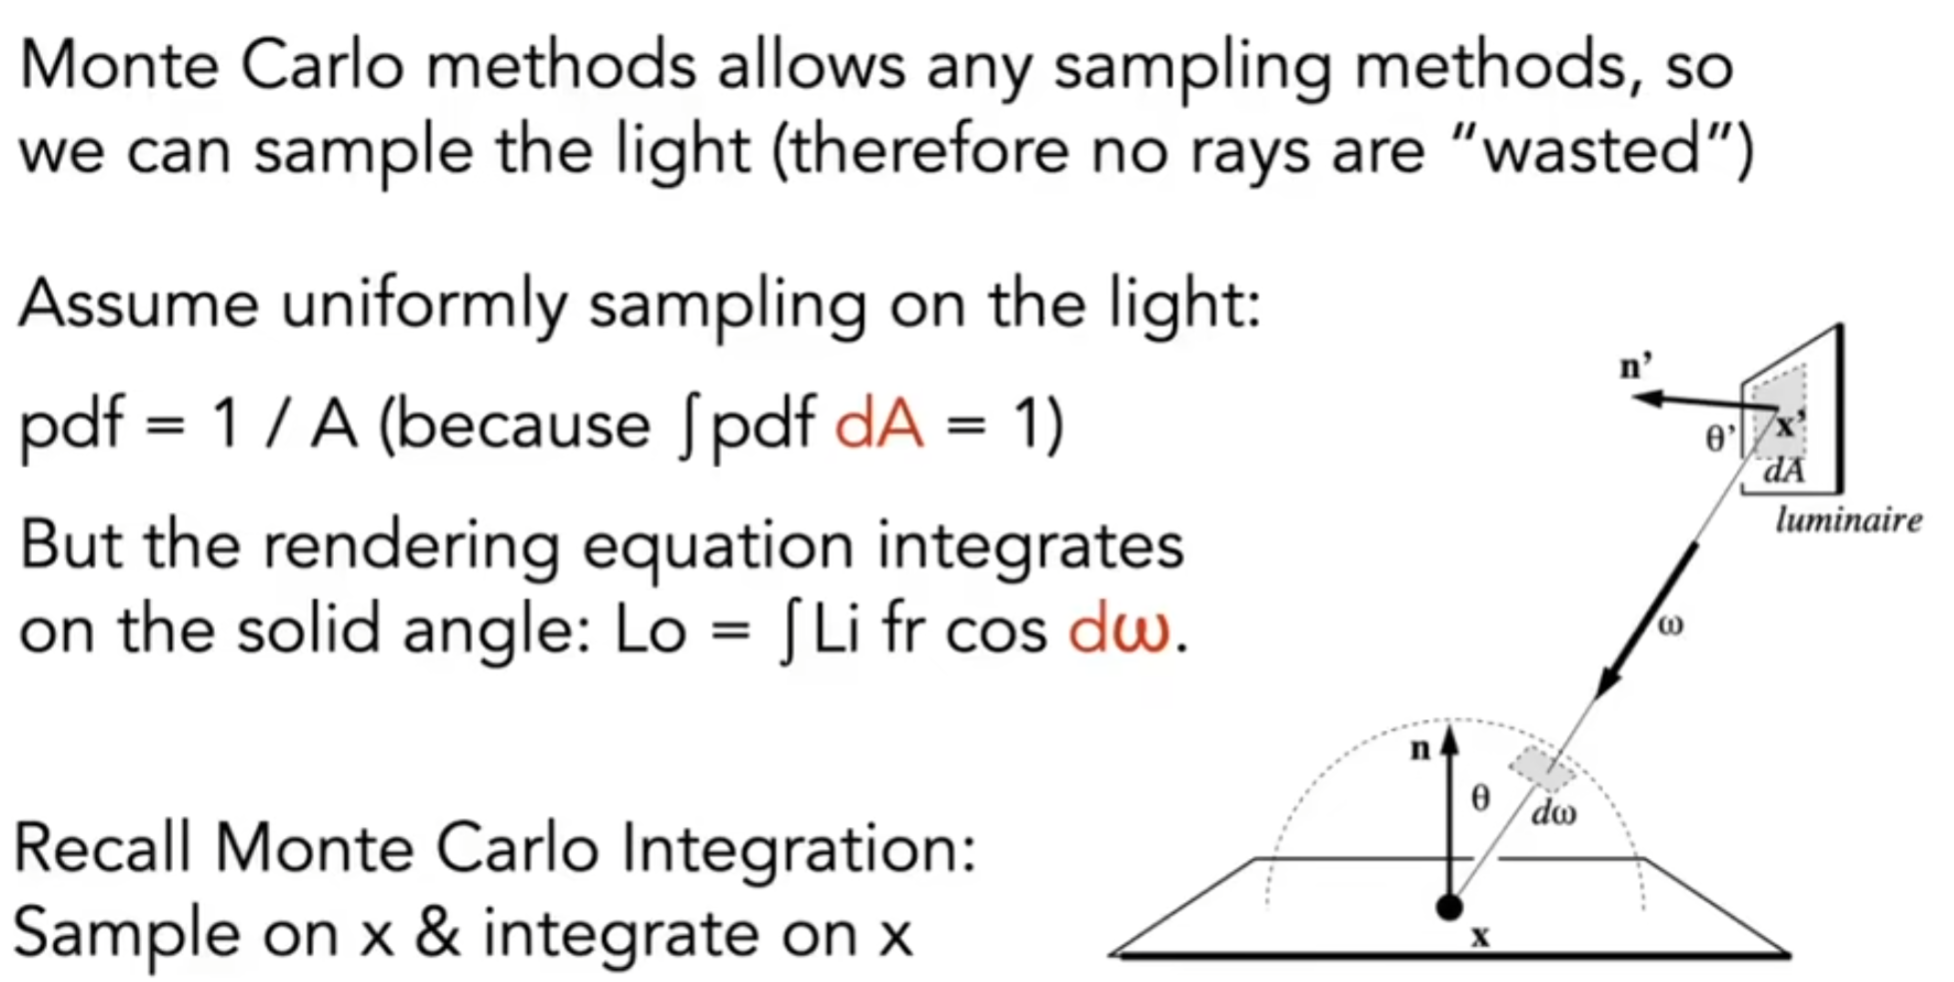 Monte Carlo methods allows any sampling methods, so
we can sample the light (therefore no rays are “wasted”)
Assume uniformly sampling on the light:
pdf = 1 / A (because ∫pdf dA = 1)
But the rendering equation integrates
on the solid angle: Lo = ∫Li fr cos dω.
Recall Monte Carlo Integration:
Sample on x & integrate on x
n’
θ’
x’
dA
luminaire
ω
n
θ
dω
x